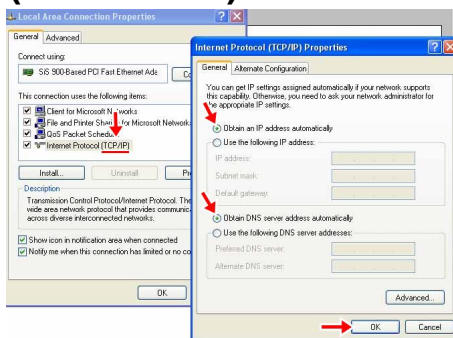 Local Area Connection Properties
General Advanced
Connect using:
SiS 900-Based PCI Fast Ethernet Ada
This connection uses the following items:
Client for Microsoft
File and Printer for Microsoft Network
QoS Packet
Internet Protocol (TCP/IP)
Install... Uninstall
Description
Transmission Control Protocol/Internet Protocol. The
wide area network protocol that provides
across diverse interconnected networks.
Show icon in notification area when connected
Notify me when this connection has limited or no
OK
Internet Protocol (TCP/IP) Properties
General Alternate Configuration
You can get IP settings assigned automatically if your network supports
this capability. Otherwise, you need to ask your network administrator for
the appropriate IP settings.
Obtain an IP address automatically
Use the following IP address:
IP address:
Subnet mask:
Default gateway:
Obtain DNS server address automatically
Use the following DNS server addresses:
Preferred DNS server:
Alternate DNS server:
Advanced...
OK Cancel